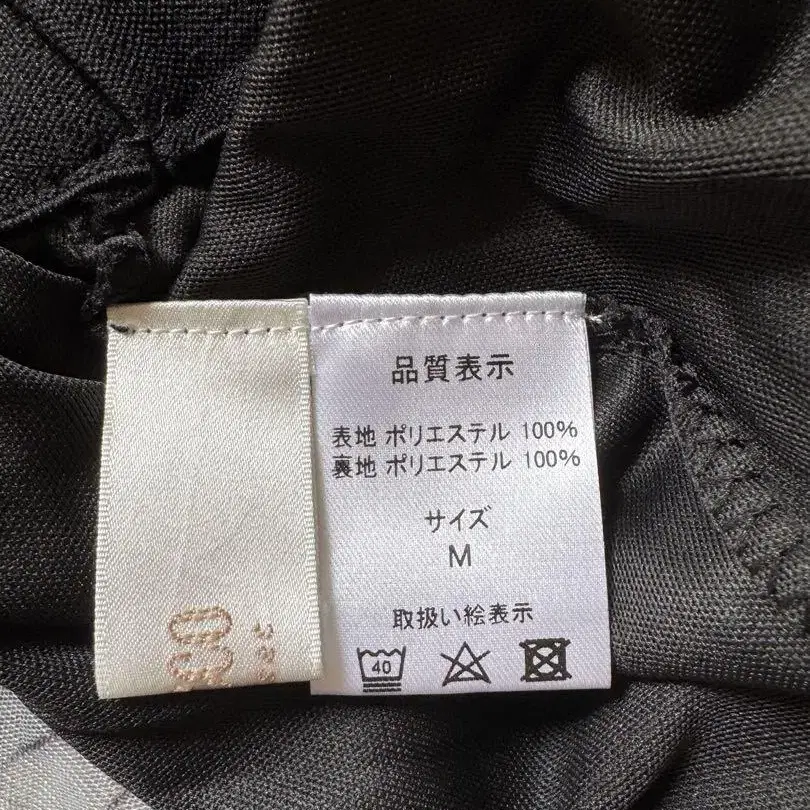 品質表示
表地 ポリエステル 100%
裏地 ポリエステル 100%
サイズ
M
取扱い絵表示
40